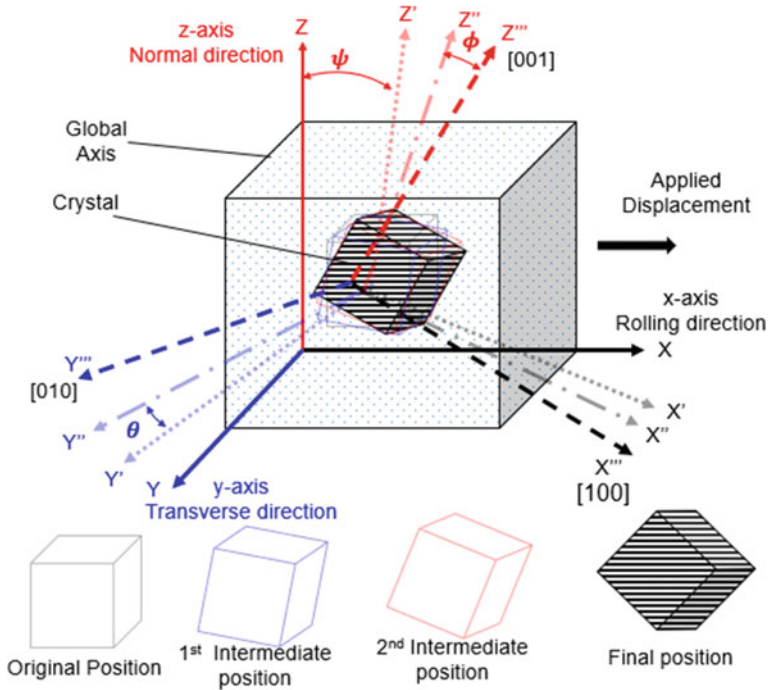 z-axis
Normal direction
Z
Z'
Z''
Z'''
ϕ
[001]
ψ
Global
Axis
Crystal
Applied
Displacement
x-axis
Rolling direction
X
Y'''
[010]
Y''
θ
Y'
Y
y-axis
Transverse direction
X'
X''
X'''
[100]
Original Position
1st Intermediate
position
2nd Intermediate
position
Final position